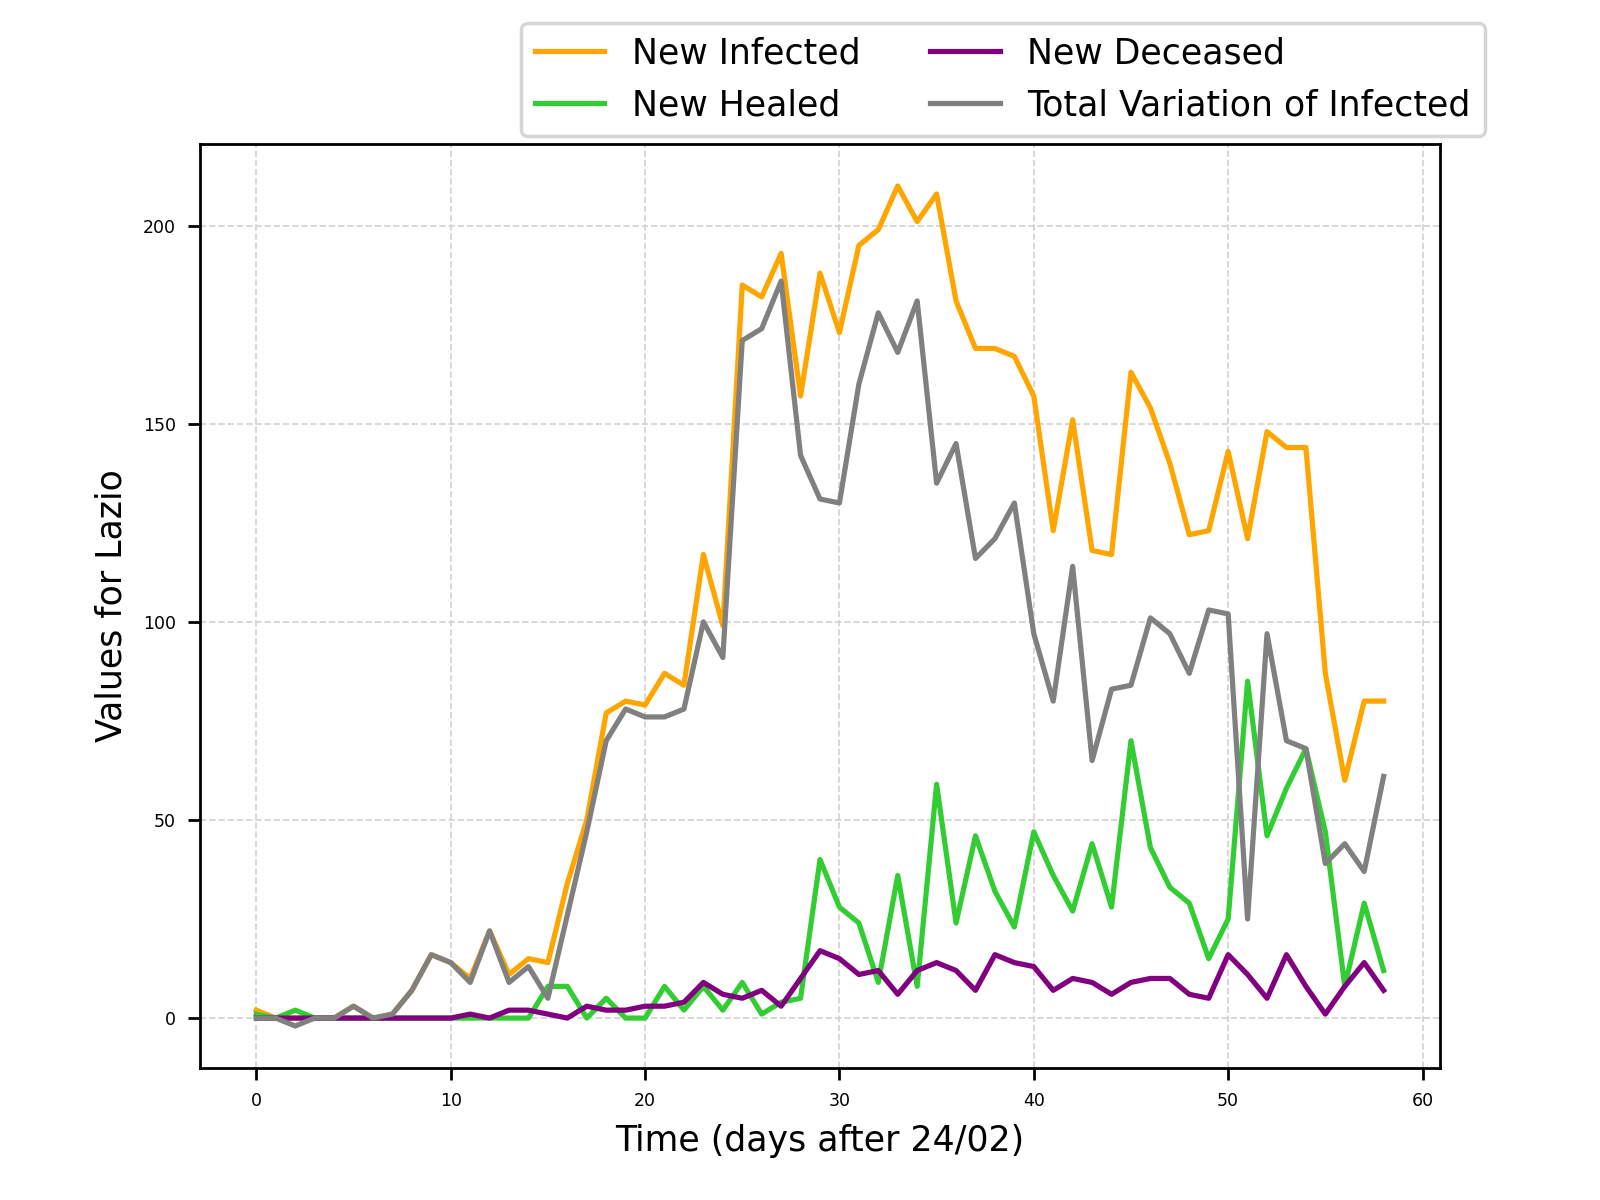 New Infected
New Healed
New Deceased
Total Variation of Infected
200
150
100
50
0
Values for Lazio
0 10 20 30 40 50 60
Time (days after 24/02)